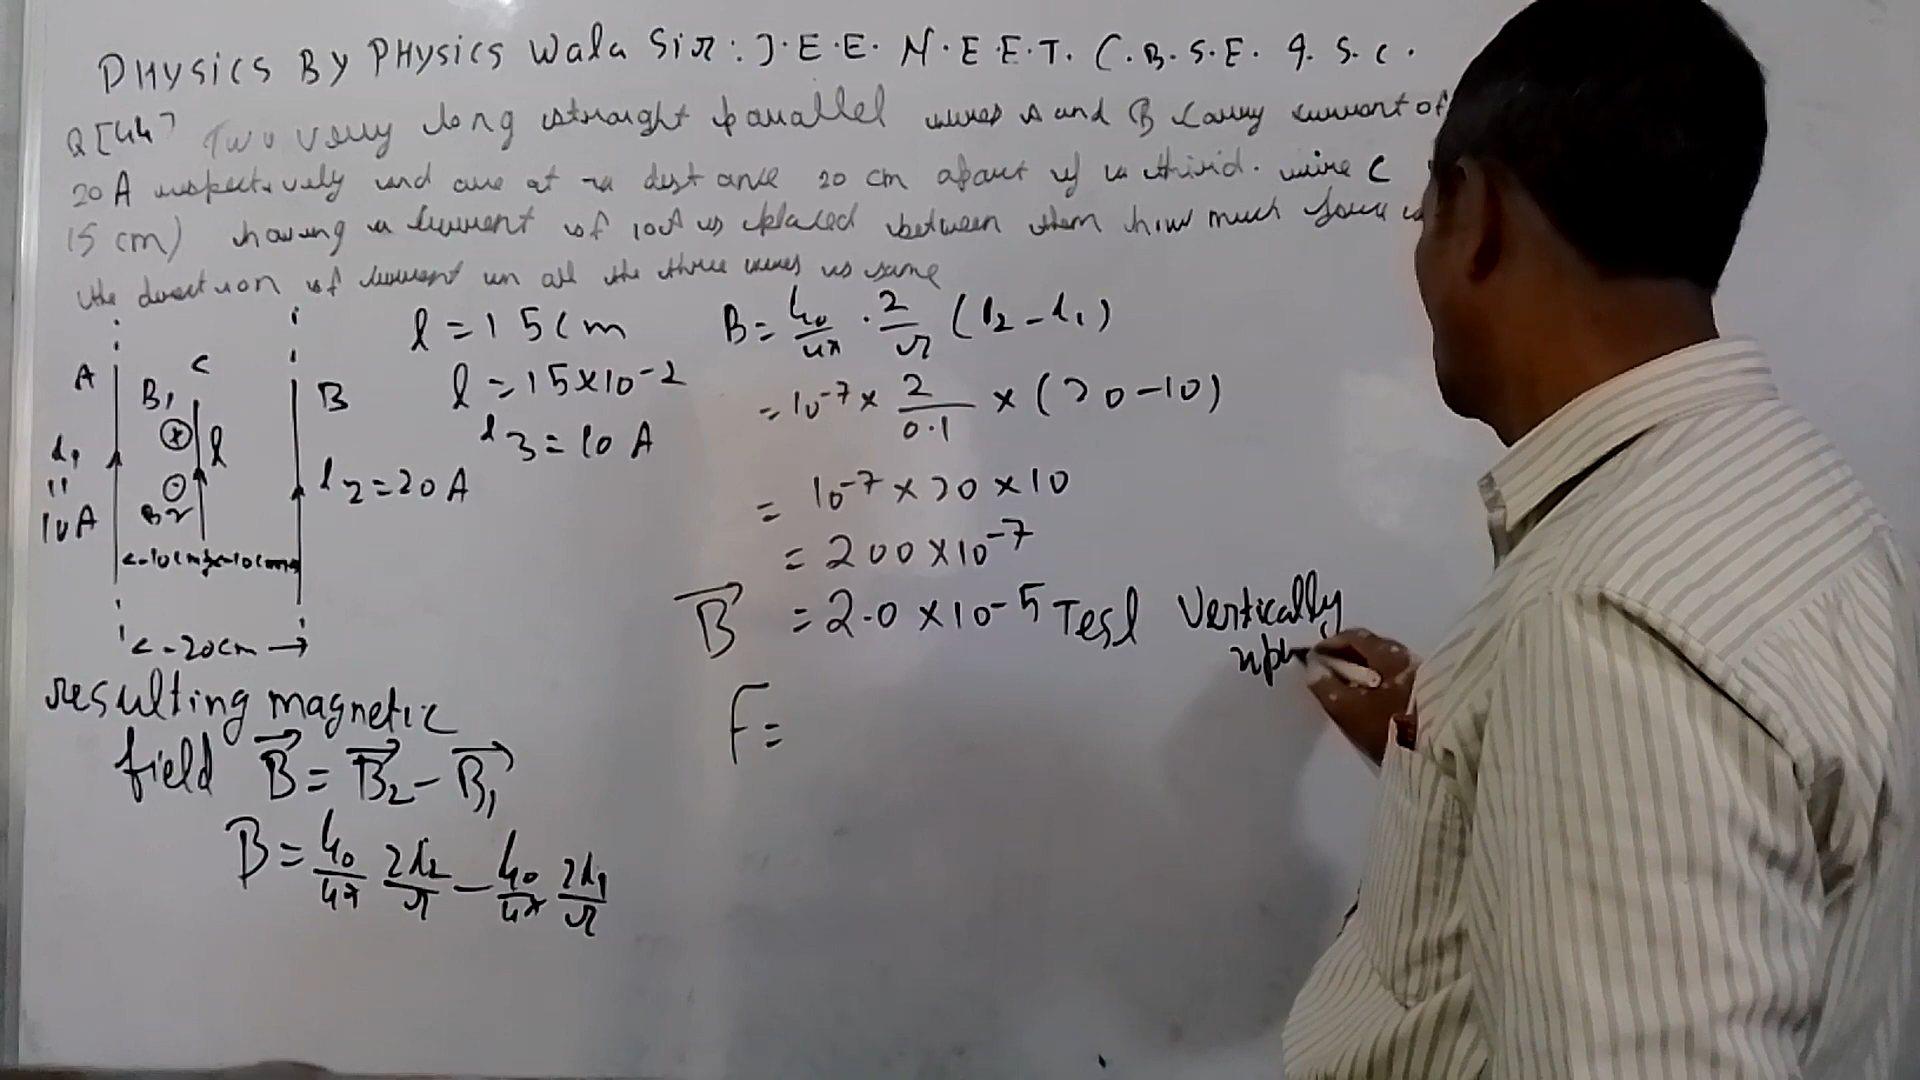 PHYSICS BY PHYSICS Wala Sir: J.E.E. N.E.E.T. C.B.S.E. I.S.C.
Q[44] Two very long straight parallel wires A and B carry current of
20 A respectively and are at a distance 20 cm apart if a third. wire C
15 cm) having a current of 10A is placed between them how much force
the direction of current in all the three wires is same
A
C
B
B1
l
i1
"
10A
B2
i2=20A
<-10cm><-10cm>
<-20cm→
l=15cm
l=15×10-2
i3=10 A
resulting magnetic
field B=B2-B1
B=μ0/4π 2i2/r - μ0/4π 2i1/r
B=μ0/4π . 2/r (i2-i1)
=10-7 × 2/0.1 × (20-10)
= 10-7×20×10
= 200×10-7
B =2.0×10-5 Tesl Vertically
F=